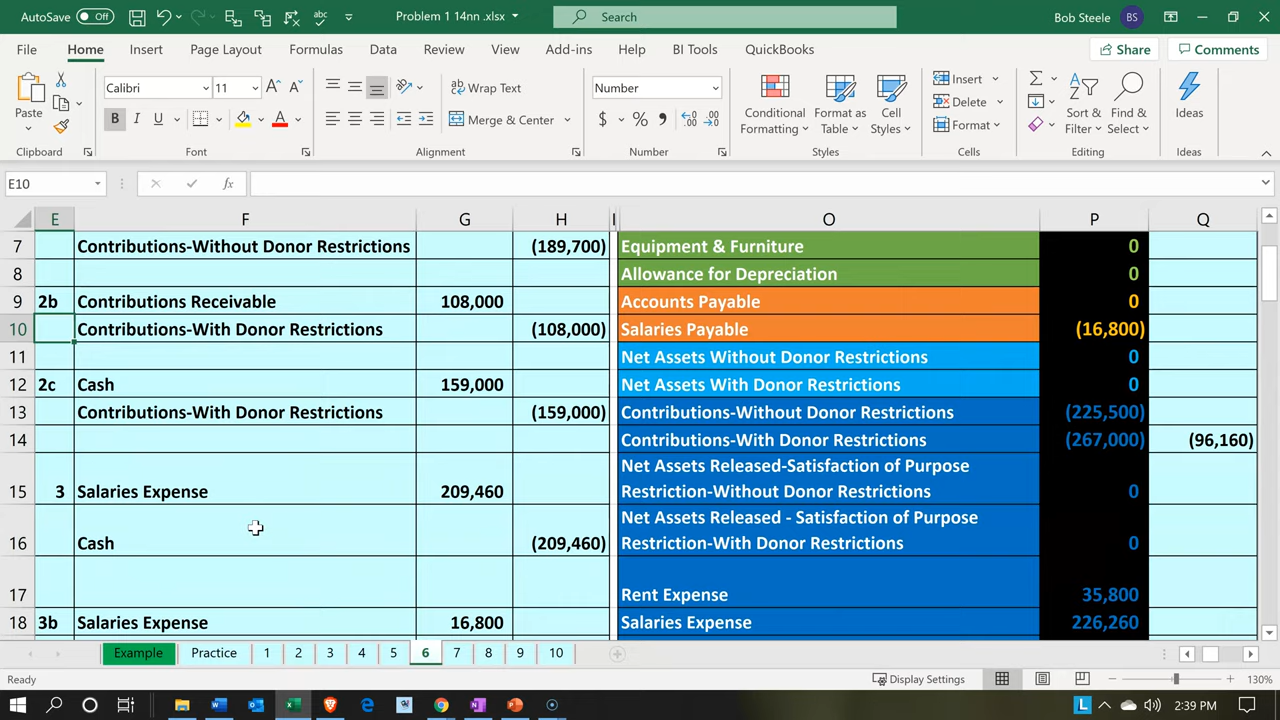 AutoSave Off Problem 1 14nn .xlsx Search Bob Steele BS
File Home Insert Page Layout Formulas Data Review View Add-ins Help BI Tools QuickBooks Share Comments
Calibri 11 A A Wrap Text Number Insert
Paste B I U A Merge & Center $ % Conditional Formatting Format as Table Cell Styles Delete Format Sort & Filter Find & Select Ideas
Clipboard Font Alignment Number Styles Cells Editing Ideas
E10 fx
E F G H I O P Q
7 Contributions-Without Donor Restrictions (189,700) Equipment & Furniture 0
8 Allowance for Depreciation 0
9 2b Contributions Receivable 108,000 Accounts Payable 0
10 Contributions-With Donor Restrictions (108,000) Salaries Payable (16,800)
11 Net Assets Without Donor Restrictions 0
12 2c Cash 159,000 Net Assets With Donor Restrictions 0
13 Contributions-With Donor Restrictions (159,000) Contributions-Without Donor Restrictions (225,500)
14 Contributions-With Donor Restrictions (267,000) (96,160)
Net Assets Released-Satisfaction of Purpose
15 3 Salaries Expense 209,460 Restriction-Without Donor Restrictions 0
Net Assets Released - Satisfaction of Purpose
16 Cash (209,460) Restriction-With Donor Restrictions 0
17 Rent Expense 35,800
18 3b Salaries Expense 16,800 Salaries Expense 226,260
Example Practice 1 2 3 4 5 6 7 8 9 10
Ready Display Settings 130%
L 2:39 PM